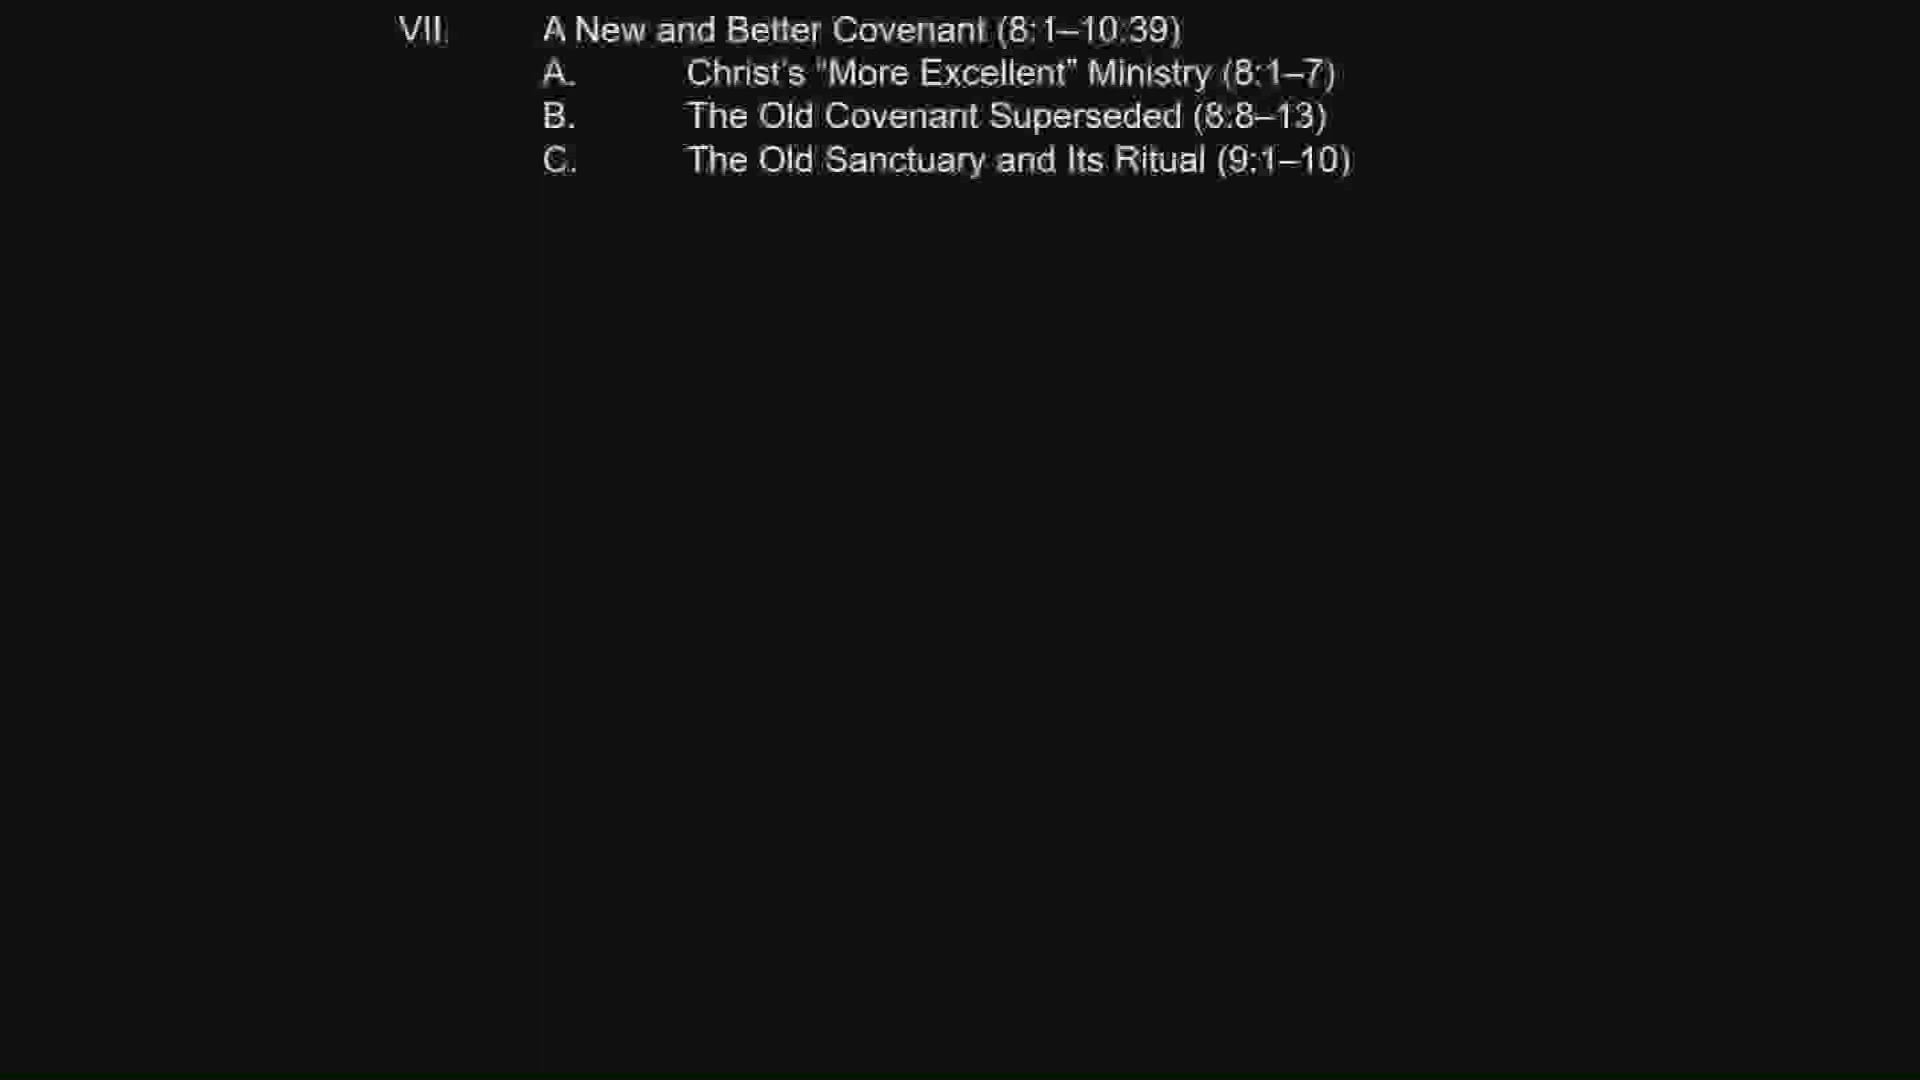 VII. A New and Better Covenant (8:1–10:39)
A. Christ's "More Excellent" Ministry (8:1–7)
B. The Old Covenant Superseded (8:8–13)
C. The Old Sanctuary and Its Ritual (9:1–10)